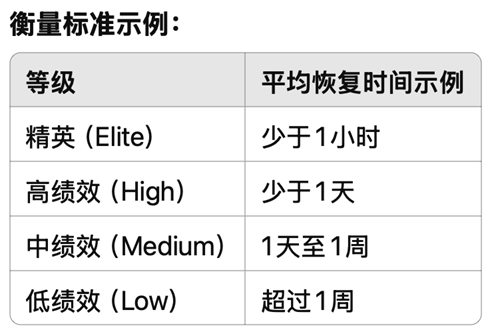 衡量标准示例：
等级 平均恢复时间示例
精英（Elite） 少于1小时
高绩效（High） 少于1天
中绩效（Medium） 1天至1周
低绩效（Low） 超过1周